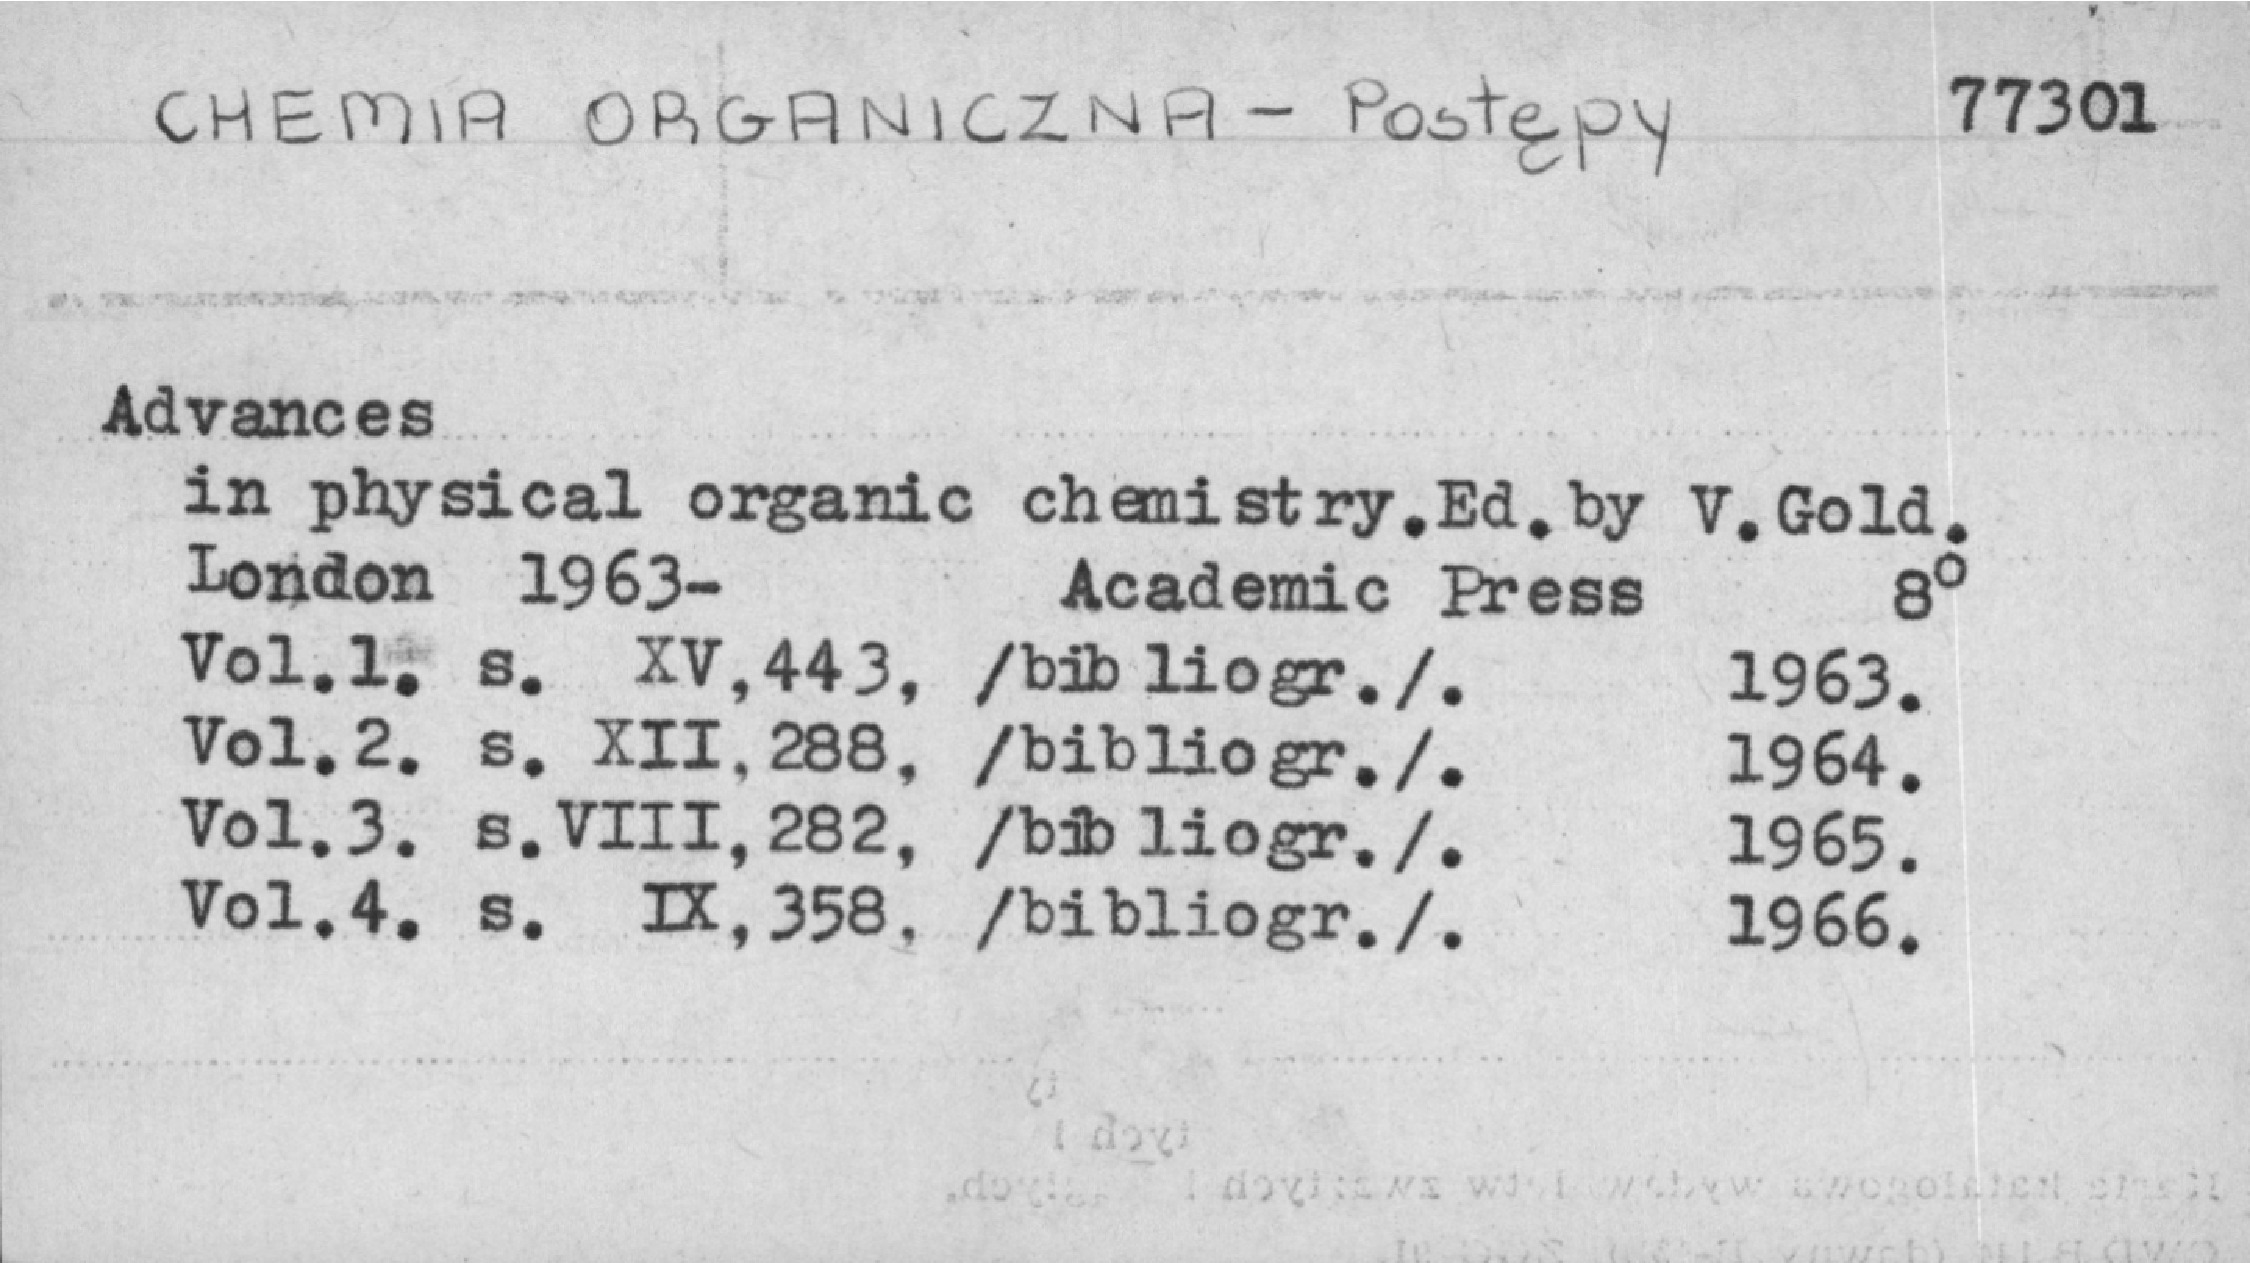 CHEMIA ORGANICZNA - Postępy 77301
Advances
in physical organic chemistry.Ed.by V.Gold.
London 1963- Academic Press 8°
Vol.1. s. XV,443, /bibliogr./. 1963.
Vol.2. s. XII,288, /bibliogr./. 1964.
Vol.3. s.VIII,282, /bibliogr./. 1965.
Vol.4. s. IX,358, /bibliogr./. 1966.